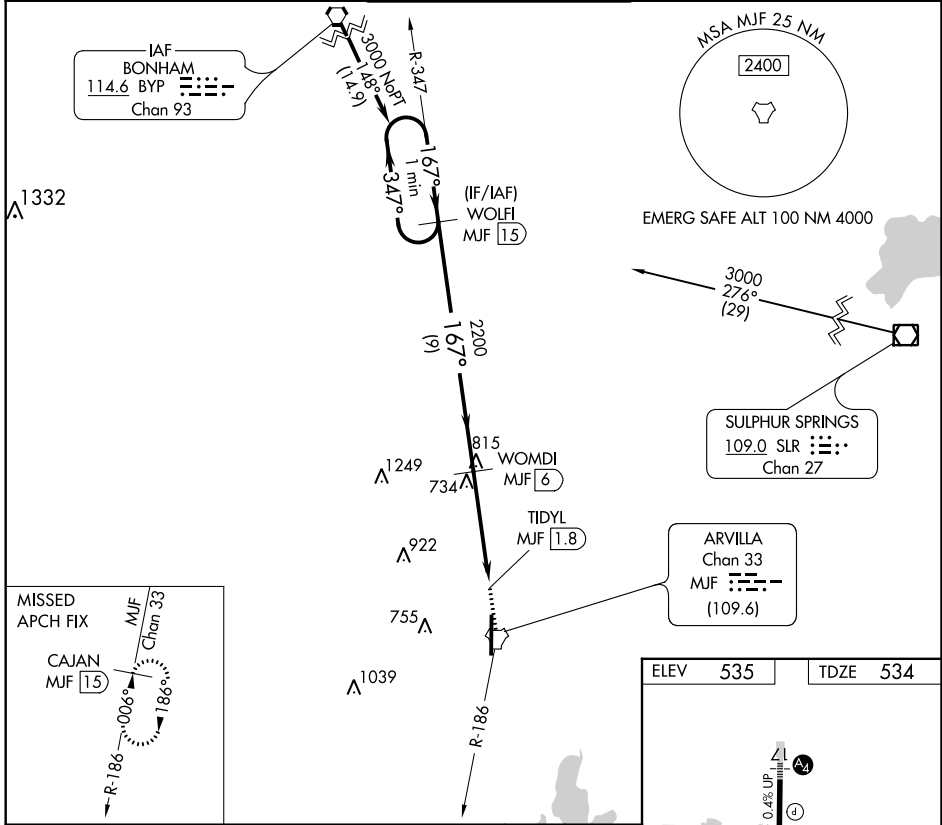 IAF
BONHAM
114.6 BYP
Chan 93
3000 NoPT
148°
(14.9)
R-347
MSA MJF 25 NM
2400
EMERG SAFE ALT 100 NM 4000
1332
167°
1 min
347°
(IF/IAF)
WOLFI
MJF 15
3000
276°
(29)
2200
167°
(9)
SULPHUR SPRINGS
109.0 SLR
Chan 27
815
WOMDI
MJF 6
1249
734
TIDYL
MJF 1.8
922
ARVILLA
Chan 33
MJF
(109.6)
755
1039
R-186
MISSED
APCH FIX
MJF
Chan 33
CAJAN
MJF 15
006°
186°
R-186
ELEV 535
TDZE 534
17
A4
0.4% UP
P